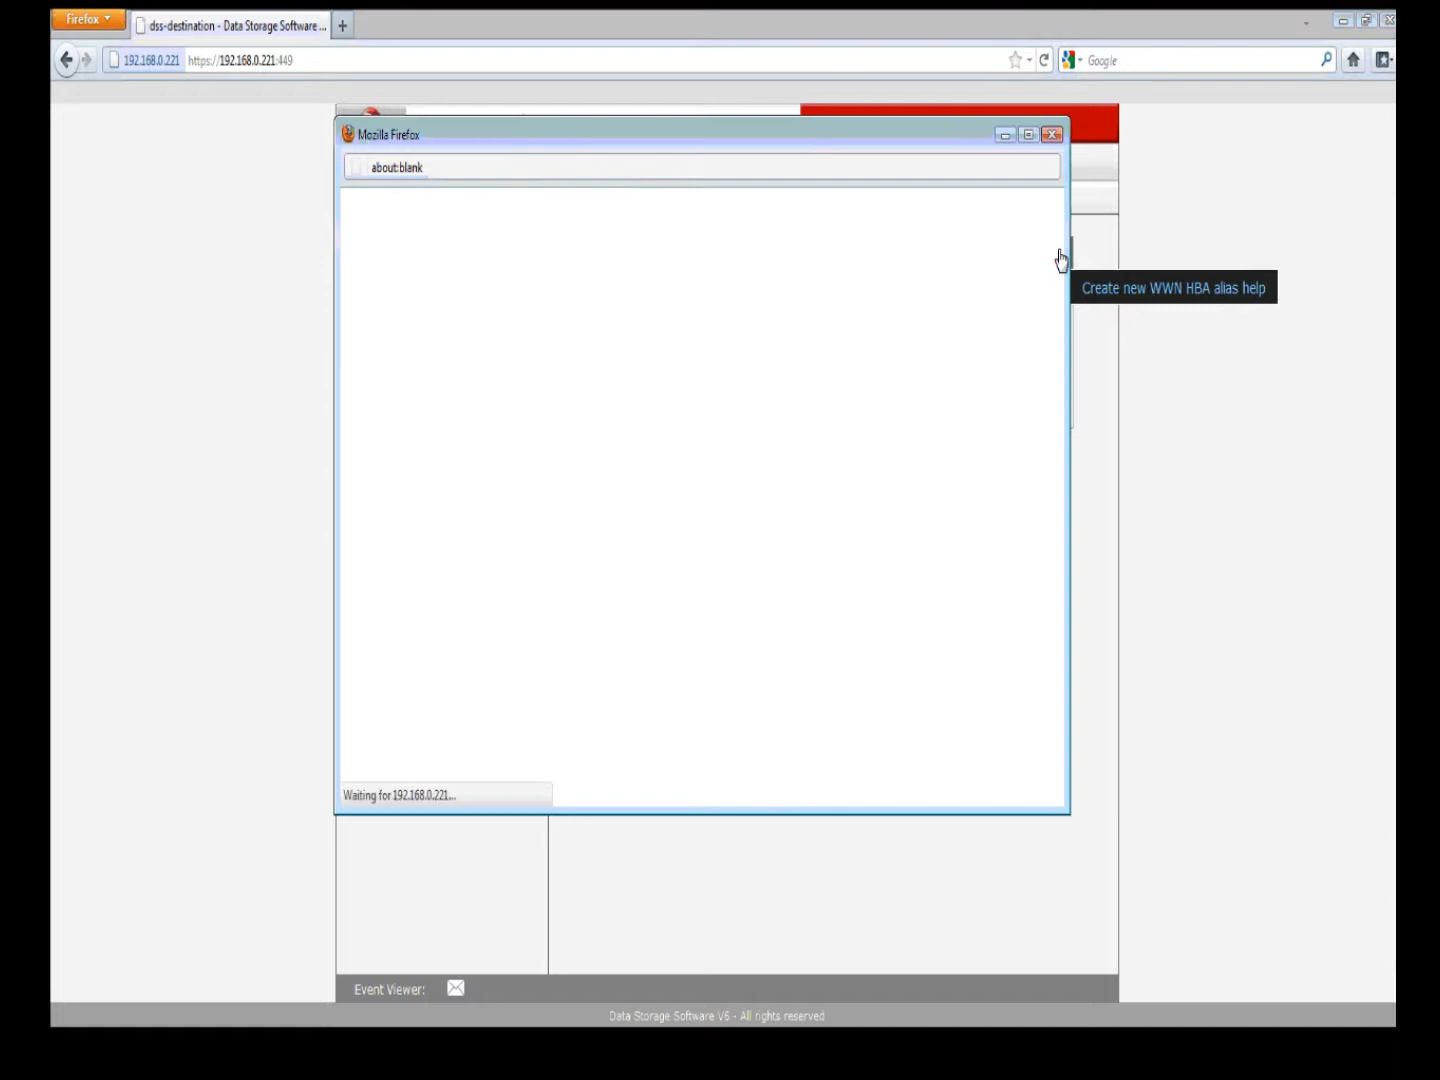 Firefox
dss-destination - Data Storage Software ...
192.168.0.221
https://192.168.0.221:449
Google
Mozilla Firefox
about:blank
Create new WWN HBA alias help
Waiting for 192.168.0.221...
Event Viewer:
Data Storage Software V6 - All rights reserved